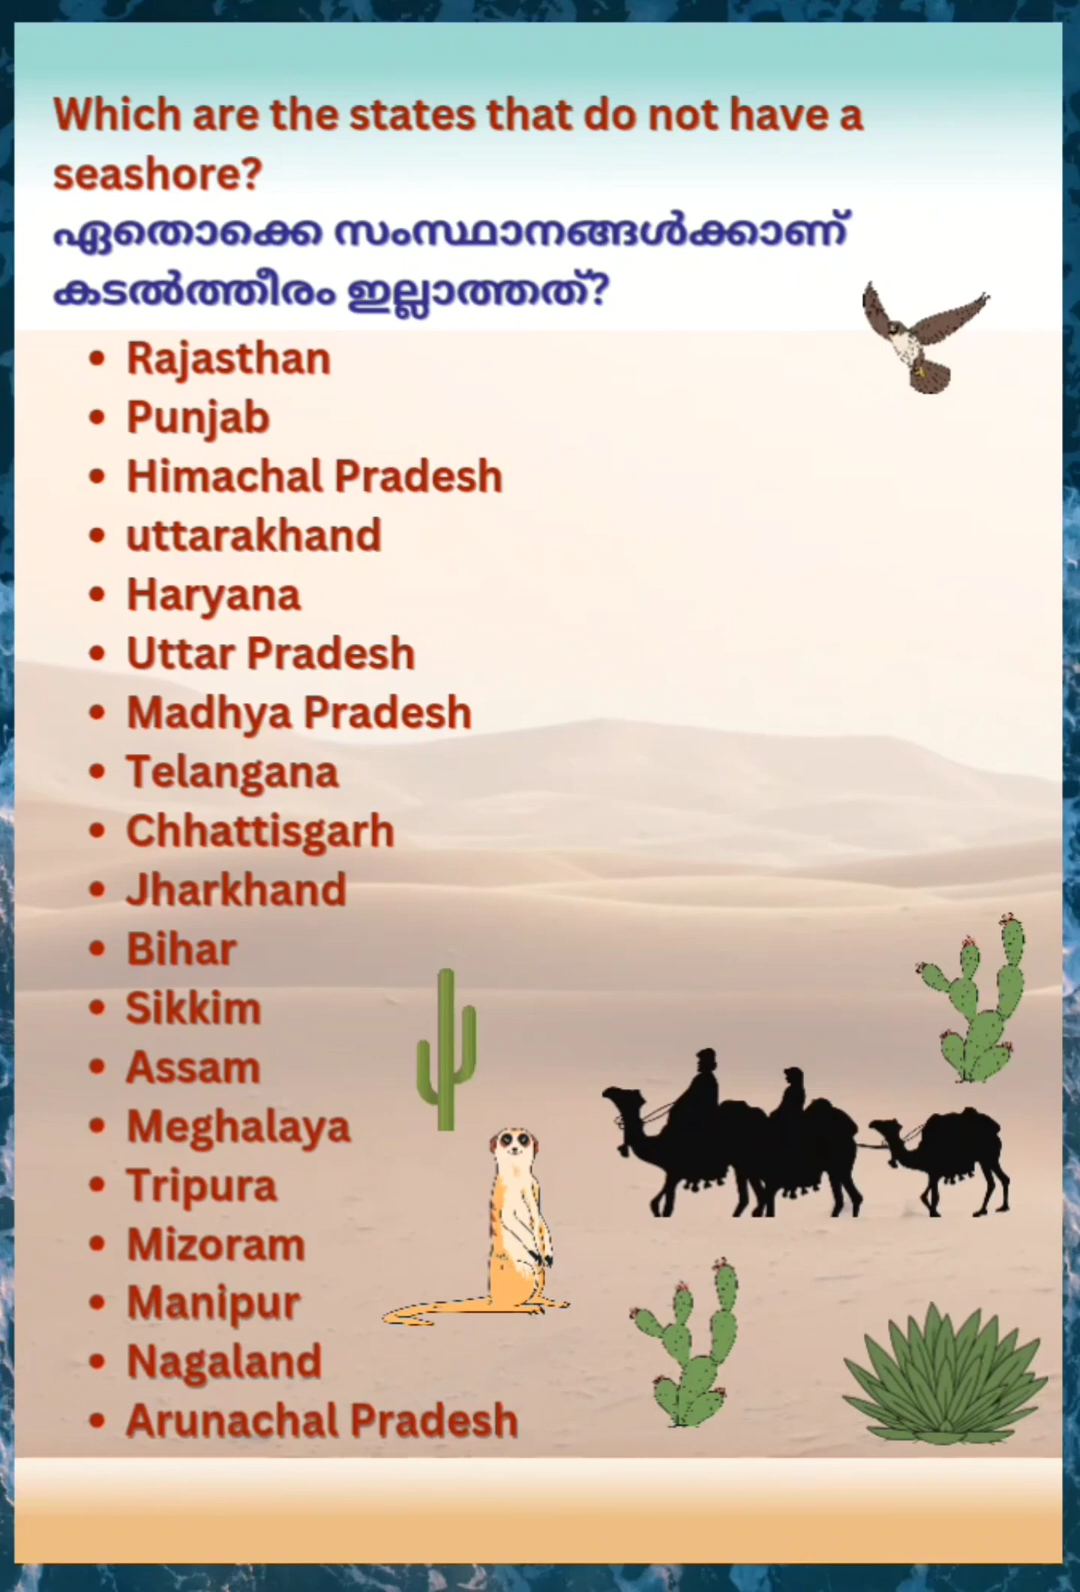 Which are the states that do not have a
seashore?
ഏതൊക്കെ സംസ്ഥാനങ്ങൾക്കാണ്
കടൽത്തീരം ഇല്ലാത്തത്?
• Rajasthan
• Punjab
• Himachal Pradesh
• uttarakhand
• Haryana
• Uttar Pradesh
• Madhya Pradesh
• Telangana
• Chhattisgarh
• Jharkhand
• Bihar
• Sikkim
• Assam
• Meghalaya
• Tripura
• Mizoram
• Manipur
• Nagaland
• Arunachal Pradesh